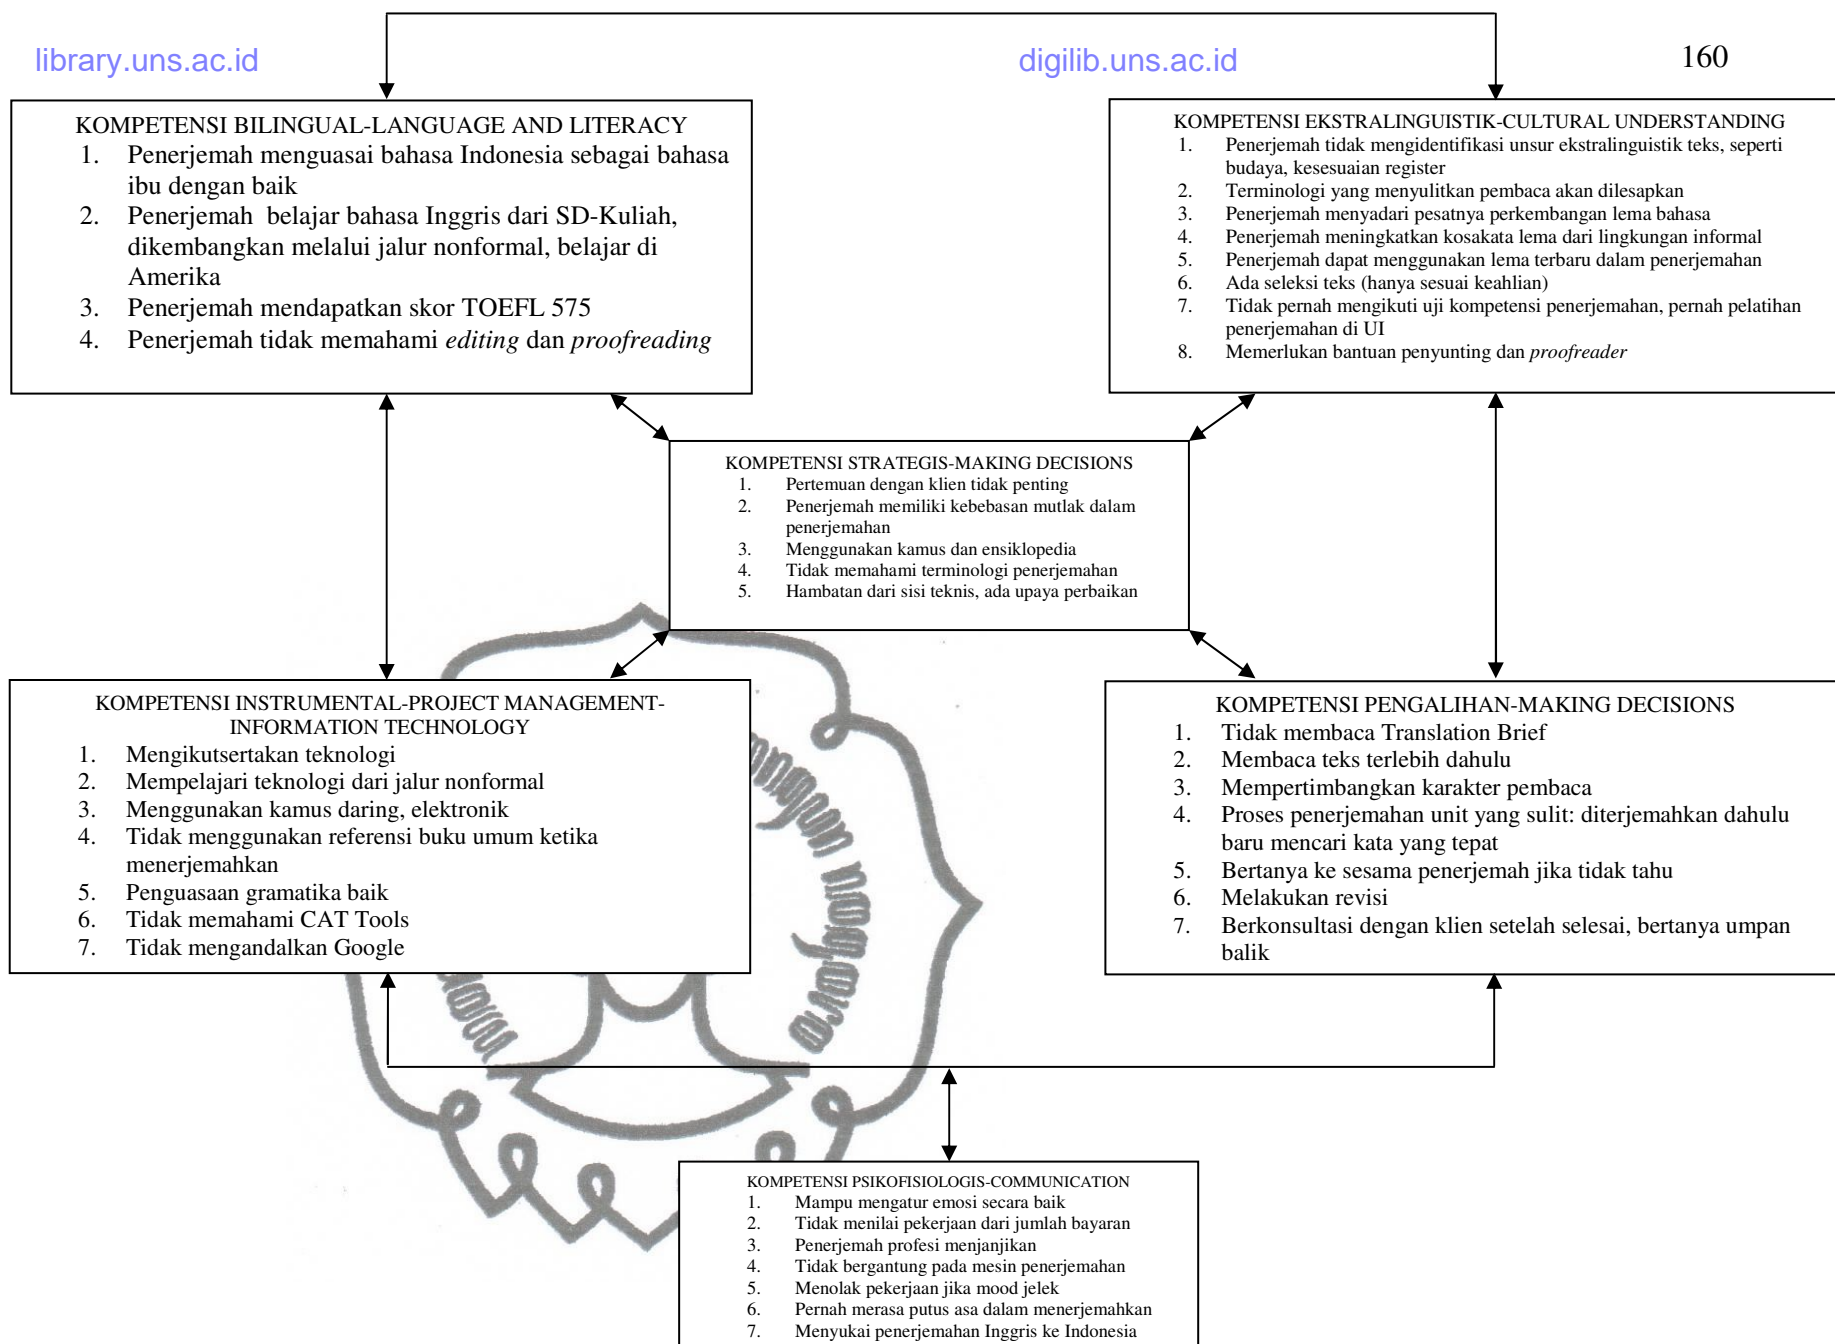 library.uns.ac.id
digilib.uns.ac.id
160
KOMPETENSI BILINGUAL-LANGUAGE AND LITERACY
1. Penerjemah menguasai bahasa Indonesia sebagai bahasa
ibu dengan baik
2. Penerjemah belajar bahasa Inggris dari SD-Kuliah,
dikembangkan melalui jalur nonformal, belajar di
Amerika
3. Penerjemah mendapatkan skor TOEFL 575
4. Penerjemah tidak memahami editing dan proofreading
KOMPETENSI EKSTRALINGUISTIK-CULTURAL UNDERSTANDING
1. Penerjemah tidak mengidentifikasi unsur ekstralinguistik teks, seperti
budaya, kesesuaian register
2. Terminologi yang menyulitkan pembaca akan dilesapkan
3. Penerjemah menyadari pesatnya perkembangan lema bahasa
4. Penerjemah meningkatkan kosakata lema dari lingkungan informal
5. Penerjemah dapat menggunakan lema terbaru dalam penerjemahan
6. Ada seleksi teks (hanya sesuai keahlian)
7. Tidak pernah mengikuti uji kompetensi penerjemahan, pernah pelatihan
penerjemahan di UI
8. Memerlukan bantuan penyunting dan proofreader
KOMPETENSI STRATEGIS-MAKING DECISIONS
1. Pertemuan dengan klien tidak penting
2. Penerjemah memiliki kebebasan mutlak dalam
penerjemahan
3. Menggunakan kamus dan ensiklopedia
4. Tidak memahami terminologi penerjemahan
5. Hambatan dari sisi teknis, ada upaya perbaikan
KOMPETENSI INSTRUMENTAL-PROJECT MANAGEMENT-
INFORMATION TECHNOLOGY
1. Mengikutsertakan teknologi
2. Mempelajari teknologi dari jalur nonformal
3. Menggunakan kamus daring, elektronik
4. Tidak menggunakan referensi buku umum ketika
menerjemahkan
5. Penguasaan gramatika baik
6. Tidak memahami CAT Tools
7. Tidak mengandalkan Google
KOMPETENSI PENGALIHAN-MAKING DECISIONS
1. Tidak membaca Translation Brief
2. Membaca teks terlebih dahulu
3. Mempertimbangkan karakter pembaca
4. Proses penerjemahan unit yang sulit: diterjemahkan dahulu
baru mencari kata yang tepat
5. Bertanya ke sesama penerjemah jika tidak tahu
6. Melakukan revisi
7. Berkonsultasi dengan klien setelah selesai, bertanya umpan
balik
KOMPETENSI PSIKOFISIOLOGIS-COMMUNICATION
1. Mampu mengatur emosi secara baik
2. Tidak menilai pekerjaan dari jumlah bayaran
3. Penerjemah profesi menjanjikan
4. Tidak bergantung pada mesin penerjemahan
5. Menolak pekerjaan jika mood jelek
6. Pernah merasa putus asa dalam menerjemahkan
7. Menyukai penerjemahan Inggris ke Indonesia